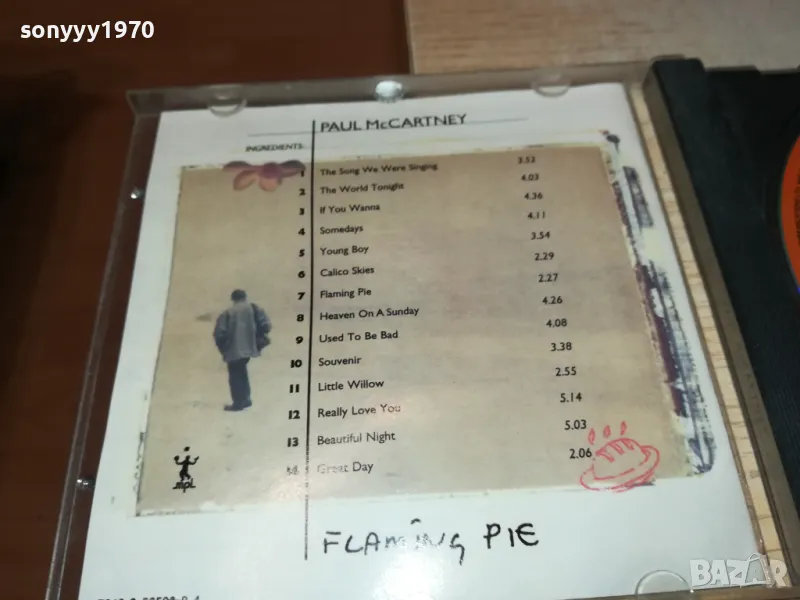 sonyyy1970
PAUL McCARTNEY
INGREDIENTS:
1 The Song We Were Singing 3.52
2 The World Tonight 4.03
3 If You Wanna 4.36
4 Somedays 4.11
5 Young Boy 3.54
6 Calico Skies 2.29
7 Flaming Pie 2.27
8 Heaven On A Sunday 4.26
9 Used To Be Bad 4.08
10 Souvenir 3.38
11 Little Willow 2.55
12 Really Love You 5.14
13 Beautiful Night 5.03
14 Great Day 2.06
mpl
FLAMING PIE
BAZAR